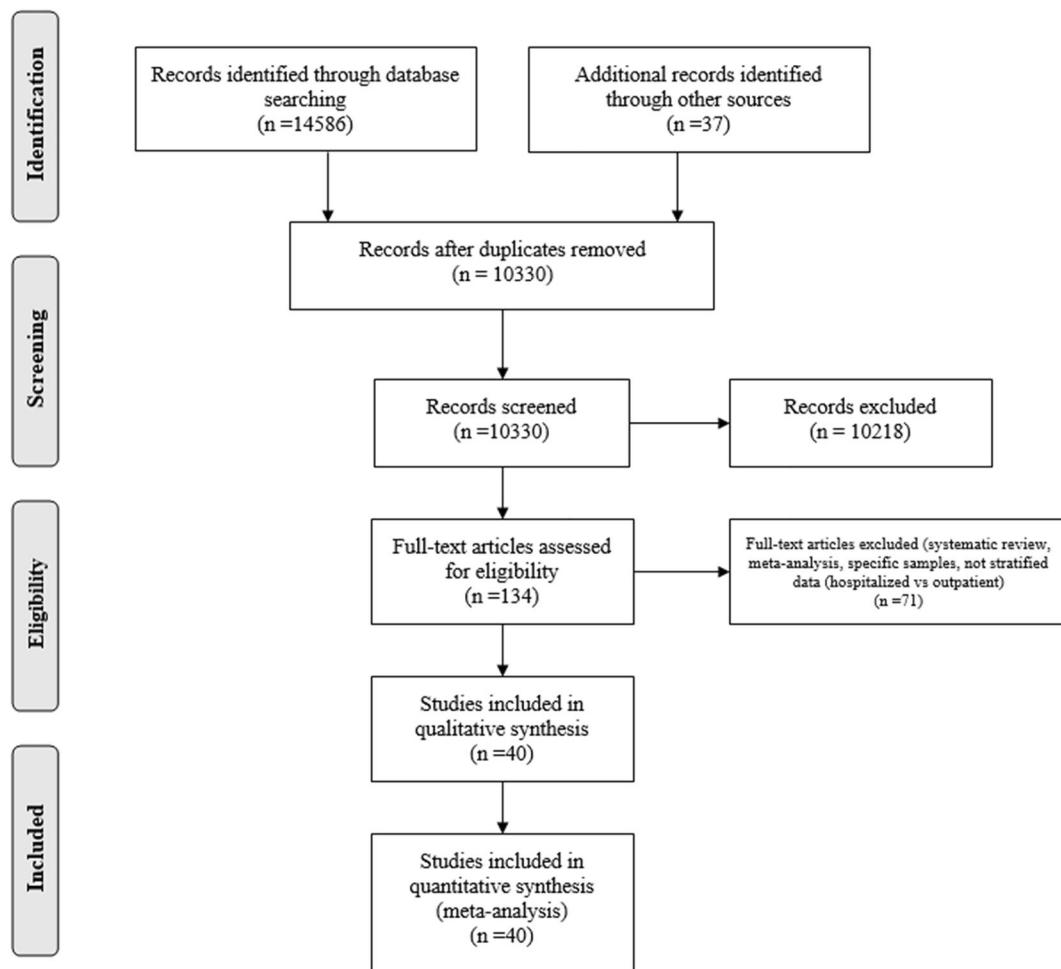 Identification
Records identified through database
searching
(n =14586)
Additional records identified
through other sources
(n =37)
Records after duplicates removed
(n = 10330)
Screening
Records screened
(n =10330)
Records excluded
(n = 10218)
Eligibility
Full-text articles assessed
for eligibility
(n =134)
Full-text articles excluded (systematic review,
meta-analysis, specific samples, not stratified
data (hospitalized vs outpatient)
(n =71)
Studies included in
qualitative synthesis
(n =40)
Included
Studies included in
quantitative synthesis
(meta-analysis)
(n =40)